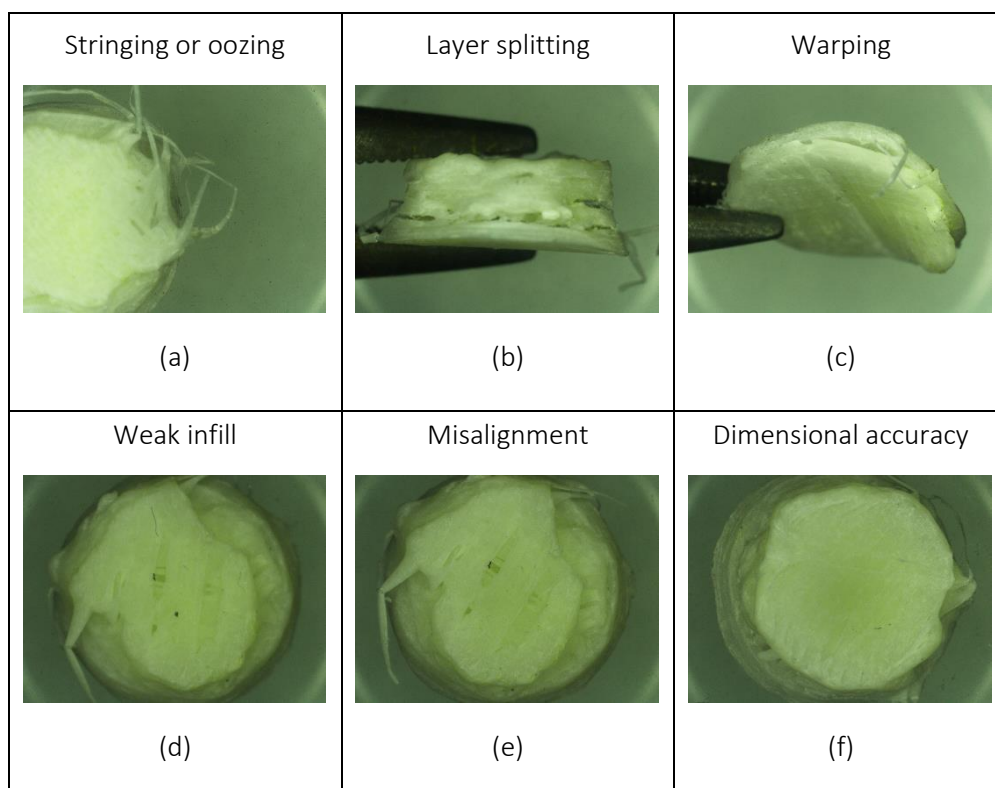 Stringing or oozing
Layer splitting
Warping
(a)
(b)
(c)
Weak infill
Misalignment
Dimensional accuracy
(d)
(e)
(f)